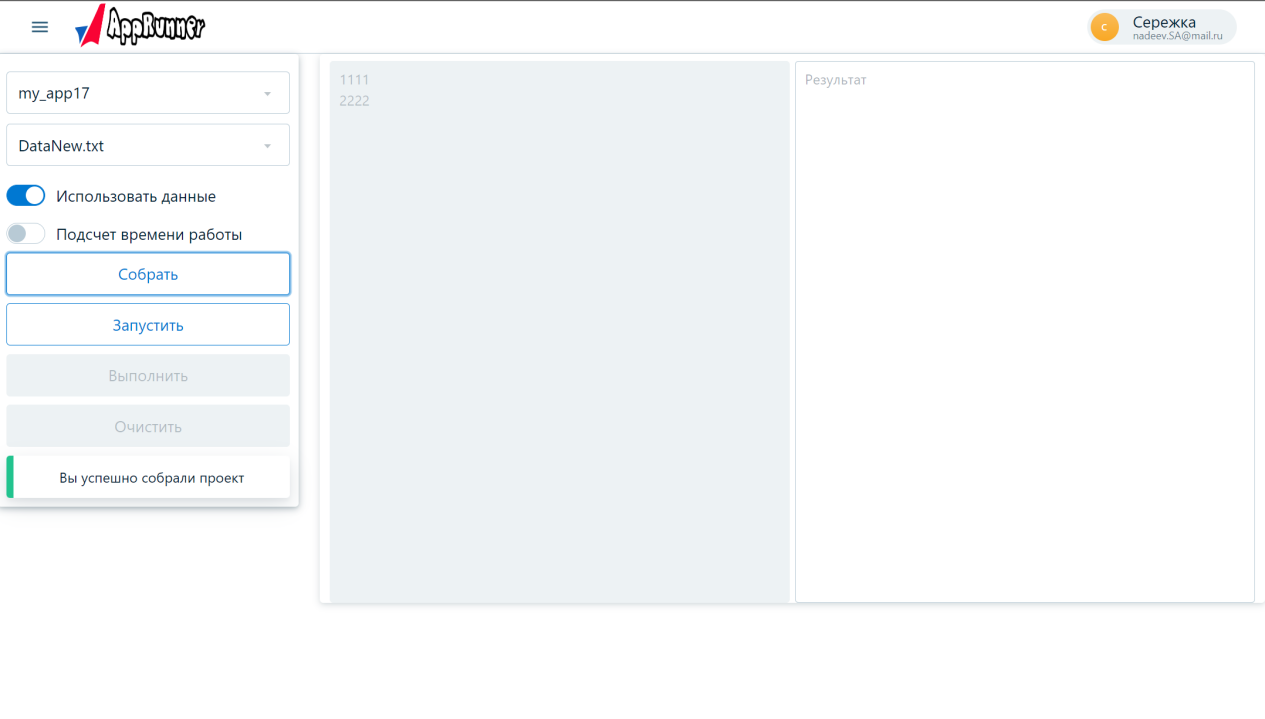 AppRunner
С
Сережка
nadeev.SA@mail.ru
my_app17
DataNew.txt
Использовать данные
Подсчет времени работы
Собрать
Запустить
Выполнить
Очистить
Вы успешно собрали проект
1111
2222
Результат